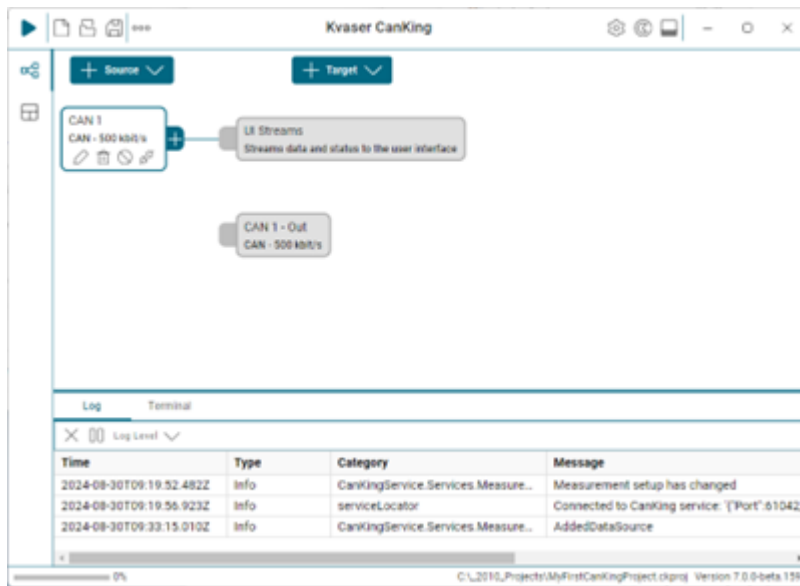 Kvaser CanKing
Source
Target
CAN 1
CAN - 500 kbit/s
UI Streams
Streams data and status to the user interface
CAN 1 - Out
CAN - 500 kbit/s
Log Terminal
Log Level
Time Type Category Message
2024-08-30T09:19:52.482Z Info CanKingService.Services.Measure... Measurement setup has changed
2024-08-30T09:19:56.923Z Info serviceLocator Connected to CanKing service: '{"Port":61042,
2024-08-30T09:33:15.010Z Info CanKingService.Services.Measure... AddedDataSource
0% C:\_2010_Projects\MyFirstCanKingProject.ckproj Version 7.0.0-beta.159